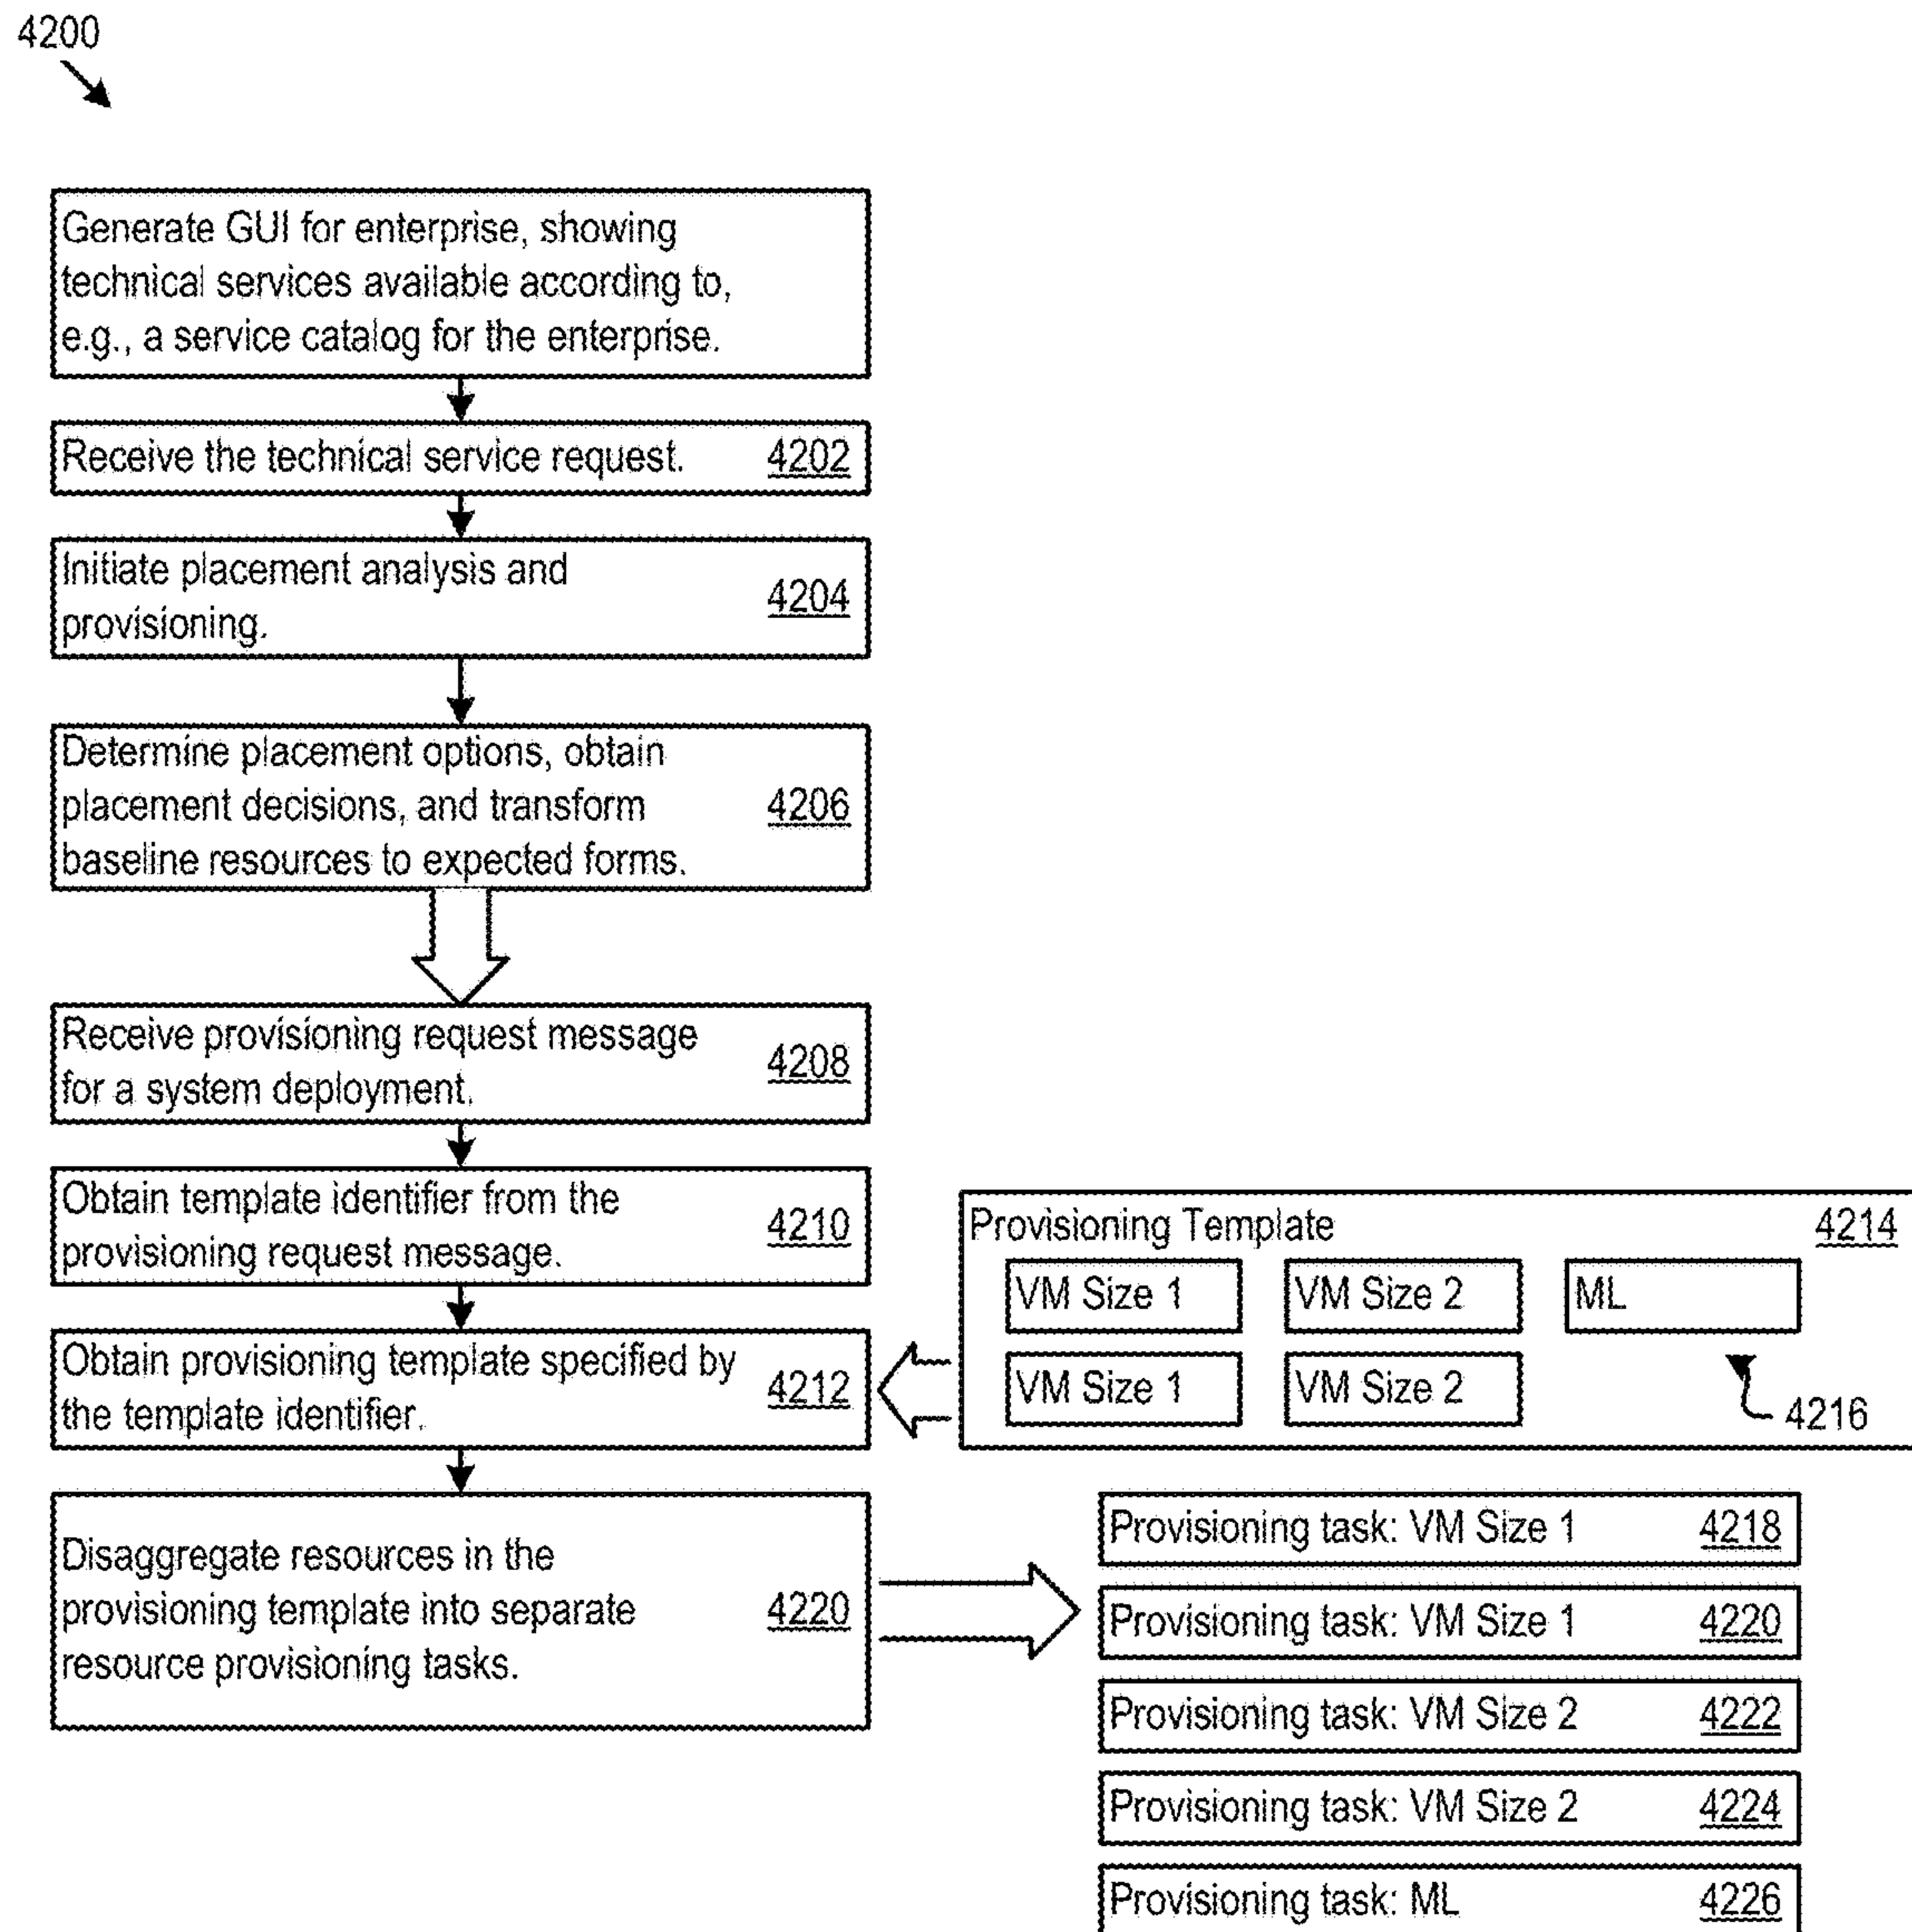 4200
Generate GUI for enterprise, showing
technical services available according to,
e.g., a service catalog for the enterprise.
Receive the technical service request. 4202
Initiate placement analysis and
provisioning.
4204
Determine placement options, obtain
placement decisions, and transform
baseline resources to expected forms.
4206
Receive provisioning request message
for a system deployment.
4208
Obtain template identifier from the
provisioning request message.
4210
Obtain provisioning template specified by
the template identifier.
4212
Provisioning Template 4214
VM Size 1 VM Size 2 ML
VM Size 1 VM Size 2
4216
Disaggregate resources in the
provisioning template into separate
resource provisioning tasks.
4220
Provisioning task: VM Size 1 4218
Provisioning task: VM Size 1 4220
Provisioning task: VM Size 2 4222
Provisioning task: VM Size 2 4224
Provisioning task: ML 4226